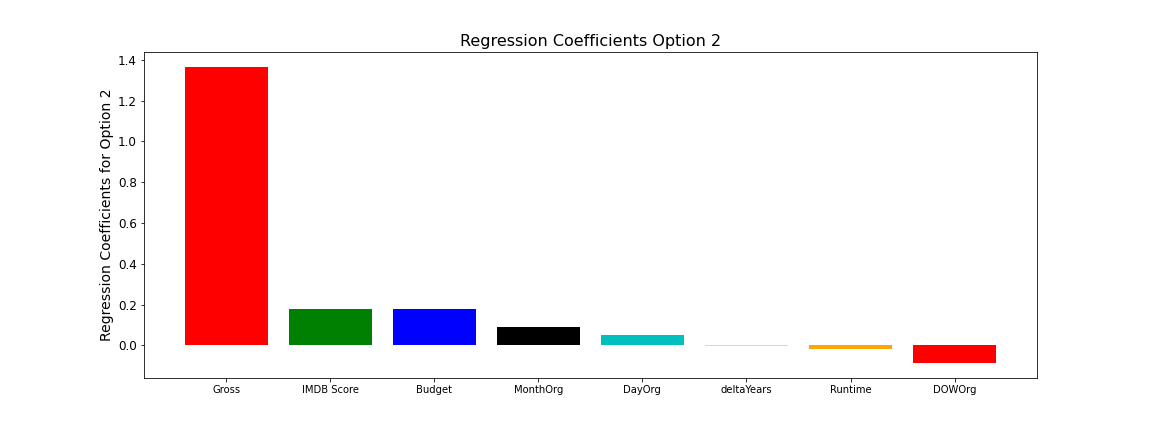 Regression Coefficients Option 2
Regression Coefficients for Option 2
1.4
1.2
1.0
0.8
0.6
0.4
0.2
0.0
Gross IMDB Score Budget MonthOrg DayOrg deltaYears Runtime DOWOrg